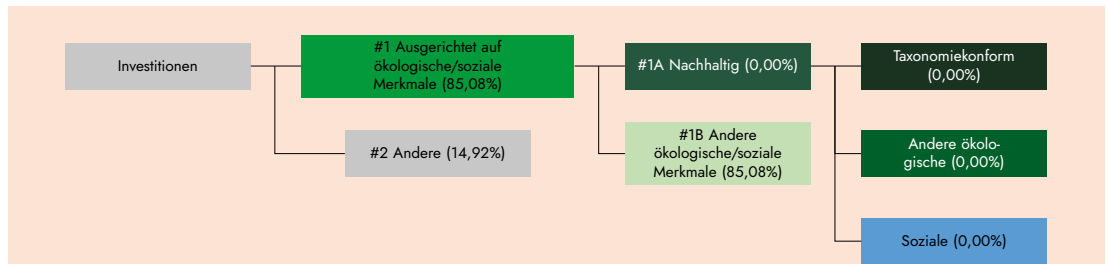 Investitionen
#1 Ausgerichtet auf
ökologische/soziale
Merkmale (85,08%)
#2 Andere (14,92%)
#1A Nachhaltig (0,00%)
#1B Andere
ökologische/soziale
Merkmale (85,08%)
Taxonomiekonform
(0,00%)
Andere ökolo-
gische (0,00%)
Soziale (0,00%)